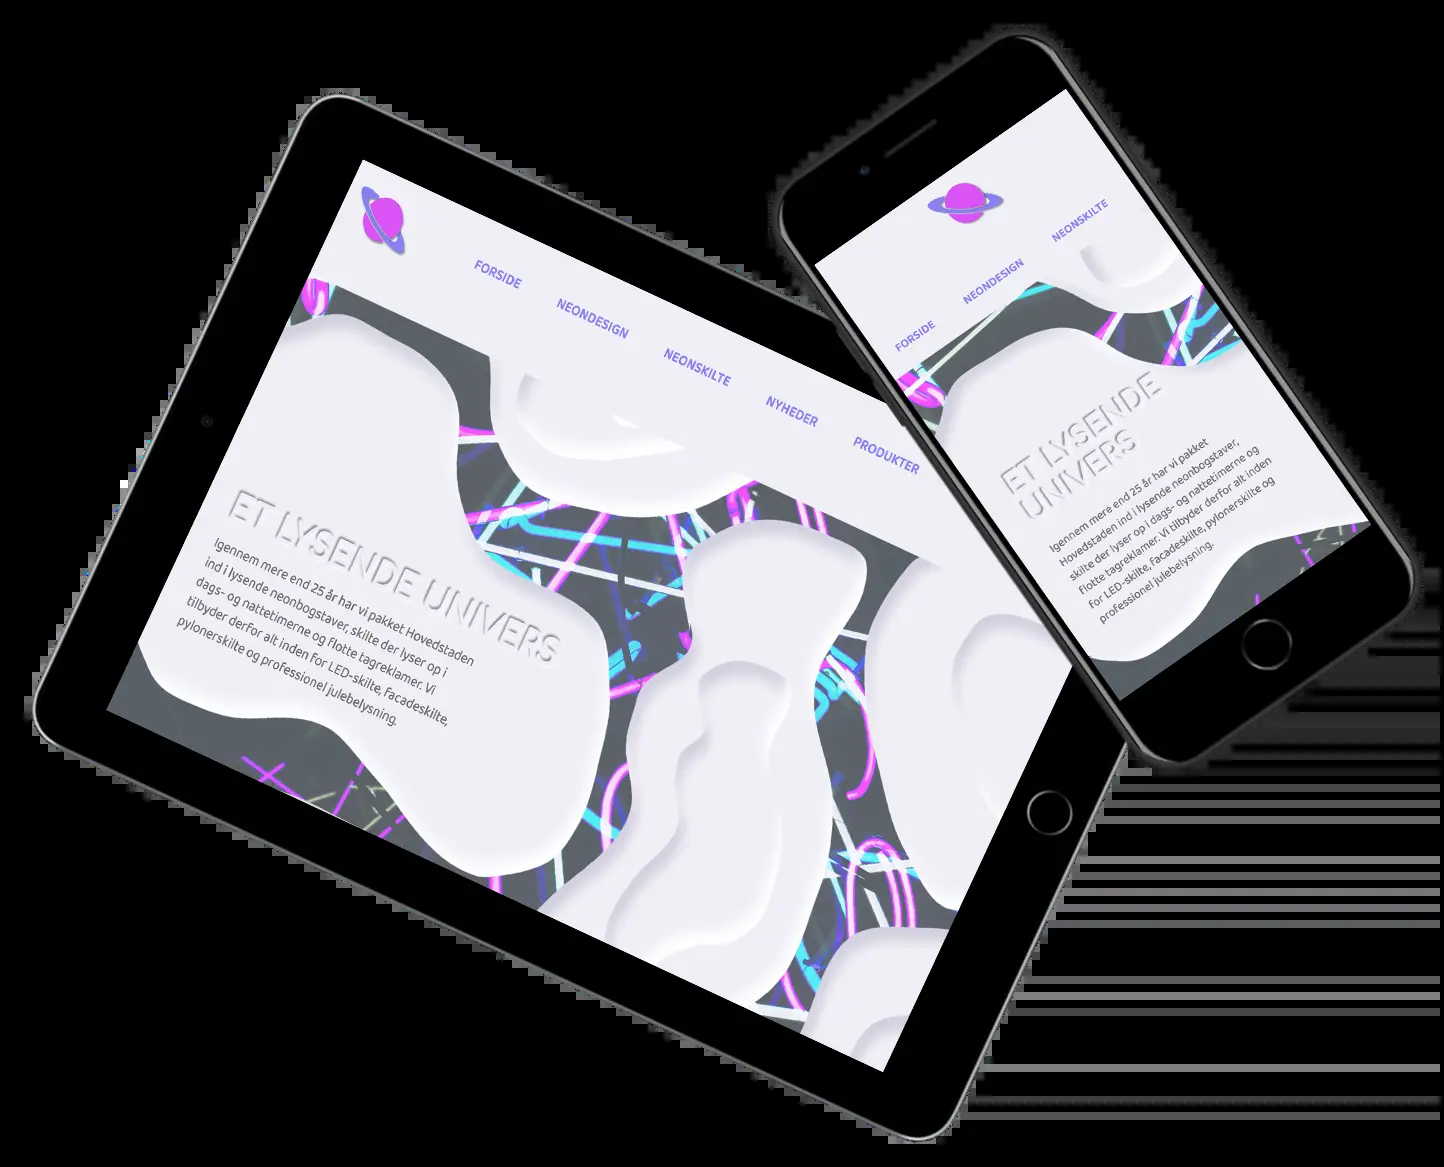 FORSIDE
NEONDESIGN
NEONSKILTE
NYHEDER
PRODUKTER
ET LYSENDE UNIVERS
Igennem mere end 25 år har vi pakket Hovedstaden
ind i lysende neonbogstaver, skilte der lyser op i
dags- og nattetimerne og flotte tagreklamer. Vi
tilbyder derfor alt inden for LED-skilte, facadeskilte,
pylonerskilte og professionel julebelysning.
FORSIDE
NEONDESIGN
NEONSKILTE
ET LYSENDE
UNIVERS
Igennem mere end 25 år har vi pakket
Hovedstaden ind i lysende neonbogstaver,
skilte der lyser op i dags- og nattetimerne og
flotte tagreklamer. Vi tilbyder derfor alt inden
for LED-skilte, facadeskilte, pylonerskilte og
professionel julebelysning.